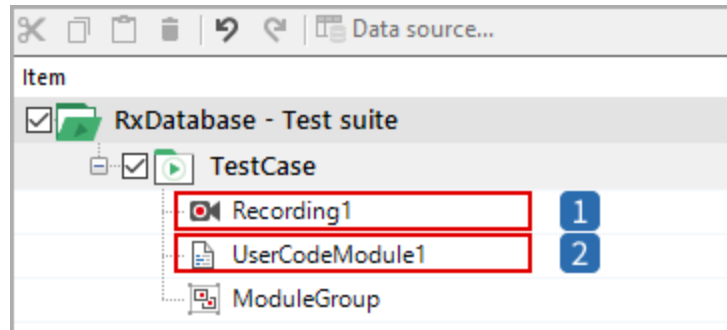 Data source...
Item
RxDatabase - Test suite
TestCase
Recording1 1
UserCodeModule1 2
ModuleGroup